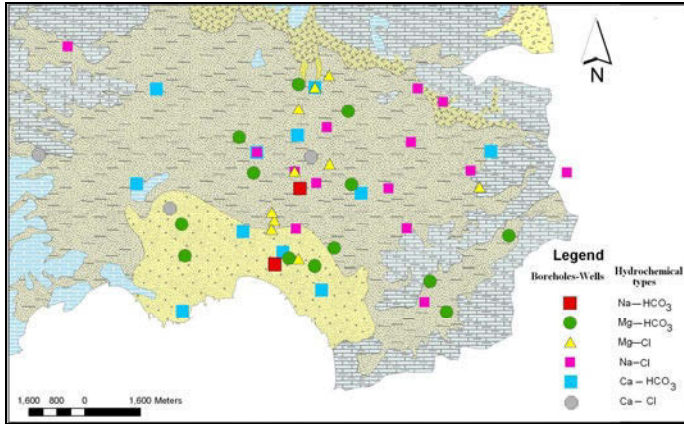 N
Legend
Boreholes-Wells Hydrochemical types
Na—HCO3
Mg—HCO3
Mg—Cl
Na—Cl
Ca – HCO3
Ca – Cl
1,600 800 0 1,600 Meters